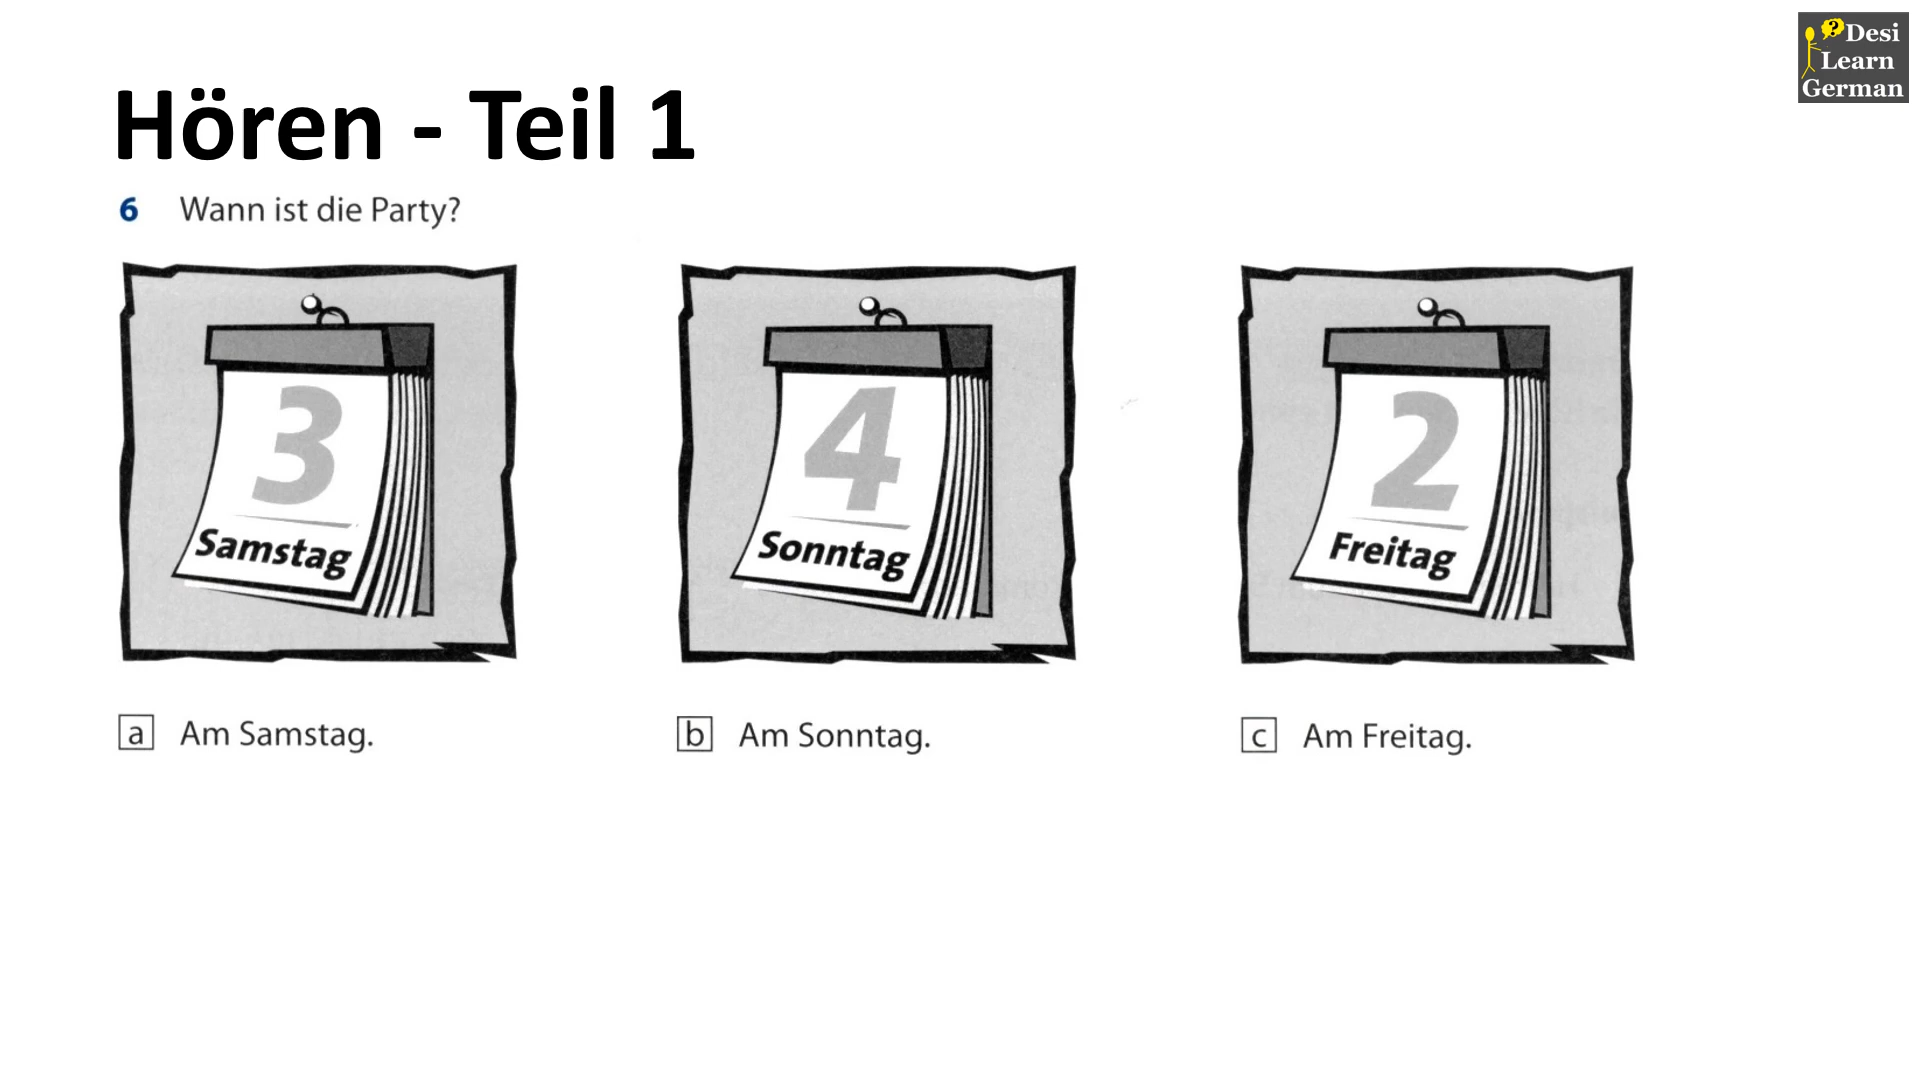 Desi
Learn
German
Hören - Teil 1
6 Wann ist die Party?
3
Samstag
4
Sonntag
2
Freitag
a Am Samstag.
b Am Sonntag.
c Am Freitag.